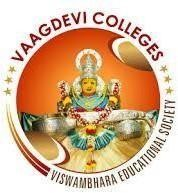 VAAGDEVI COLLEGES
VISWAMBHARA EDUCATIONAL SOCIETY